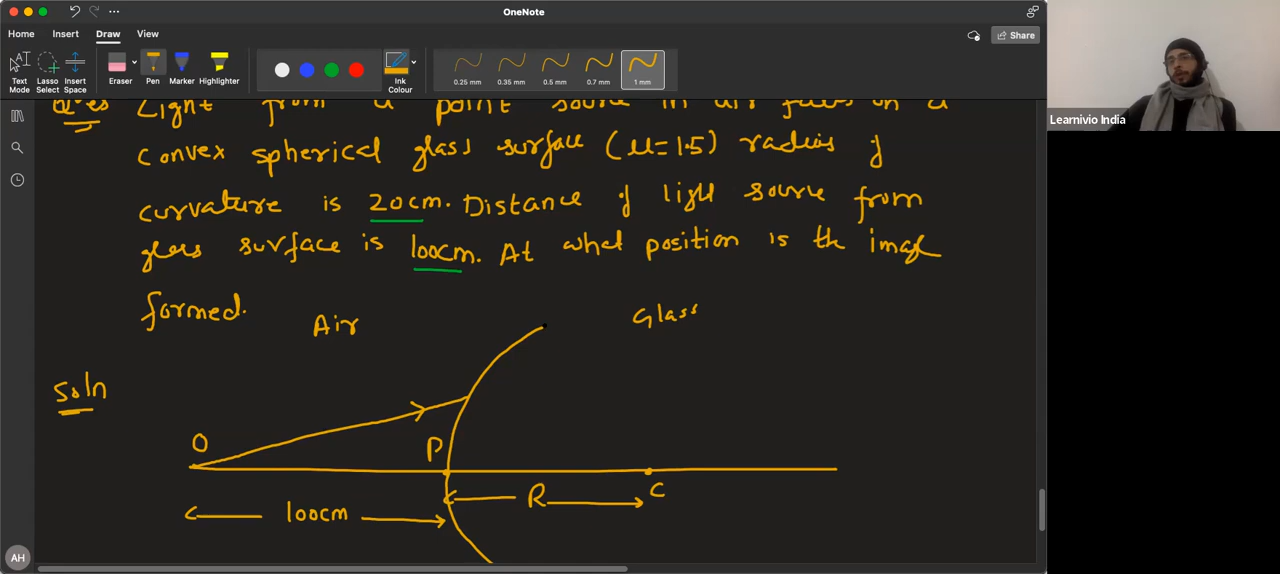 OneNote
Home Insert Draw View
Share
Text Mode
Lasso Select
Insert Space
Eraser
Pen
Marker
Highlighter
Ink Colour
0.25 mm
0.35 mm
0.5 mm
0.7 mm
1 mm
Learnivio India
Ques Light from a point source in air falls on a
convex spherical glass surface (μ=1.5) radius of
curvature is 20cm. Distance of light source from
glass surface is 100cm. At what position is the image
formed.
Air
Glass
Soln
O
P
C
R
100cm
AH